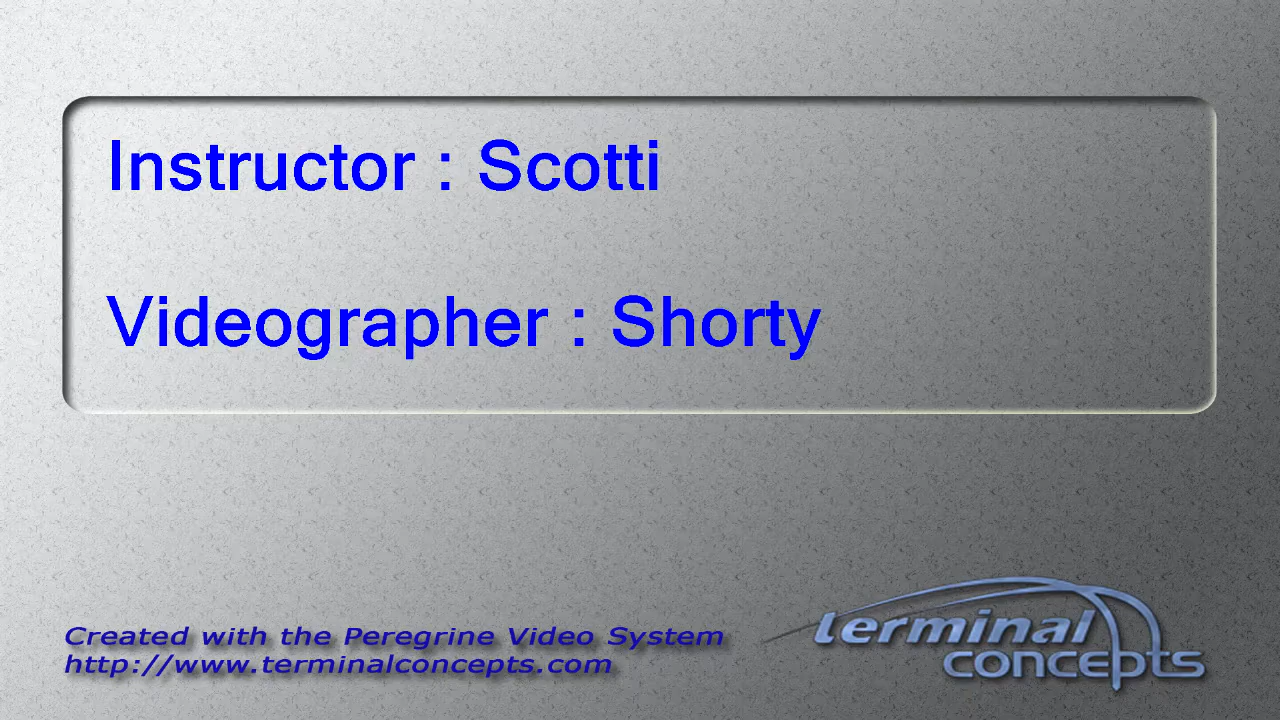 Instructor : Scotti
Videographer : Shorty
Created with the Peregrine Video System
http://www.terminalconcepts.com
terminal
concepts